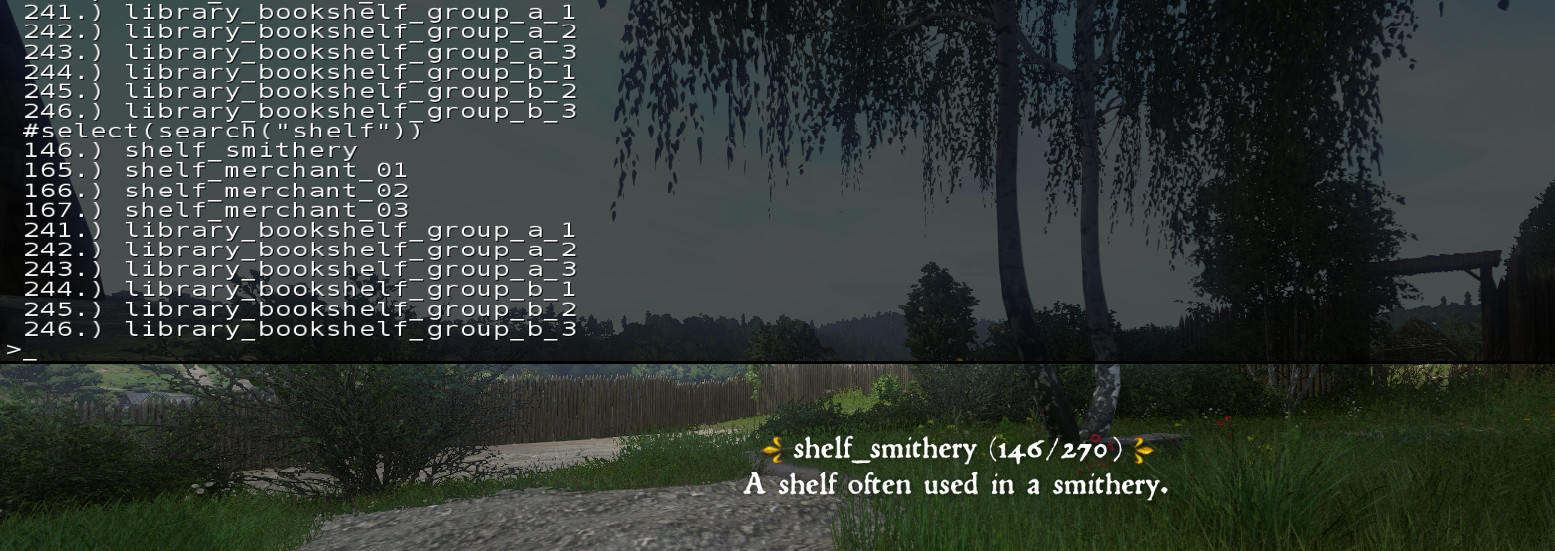 241.) library_bookshelf_group_a_1
242.) library_bookshelf_group_a_2
243.) library_bookshelf_group_a_3
244.) library_bookshelf_group_b_1
245.) library_bookshelf_group_b_2
246.) library_bookshelf_group_b_3
#select(search("shelf"))
146.) shelf_smithery
165.) shelf_merchant_01
166.) shelf_merchant_02
167.) shelf_merchant_03
241.) library_bookshelf_group_a_1
242.) library_bookshelf_group_a_2
243.) library_bookshelf_group_a_3
244.) library_bookshelf_group_b_1
245.) library_bookshelf_group_b_2
246.) library_bookshelf_group_b_3
>_
shelf_smithery (146/270)
A shelf often used in a smithery.